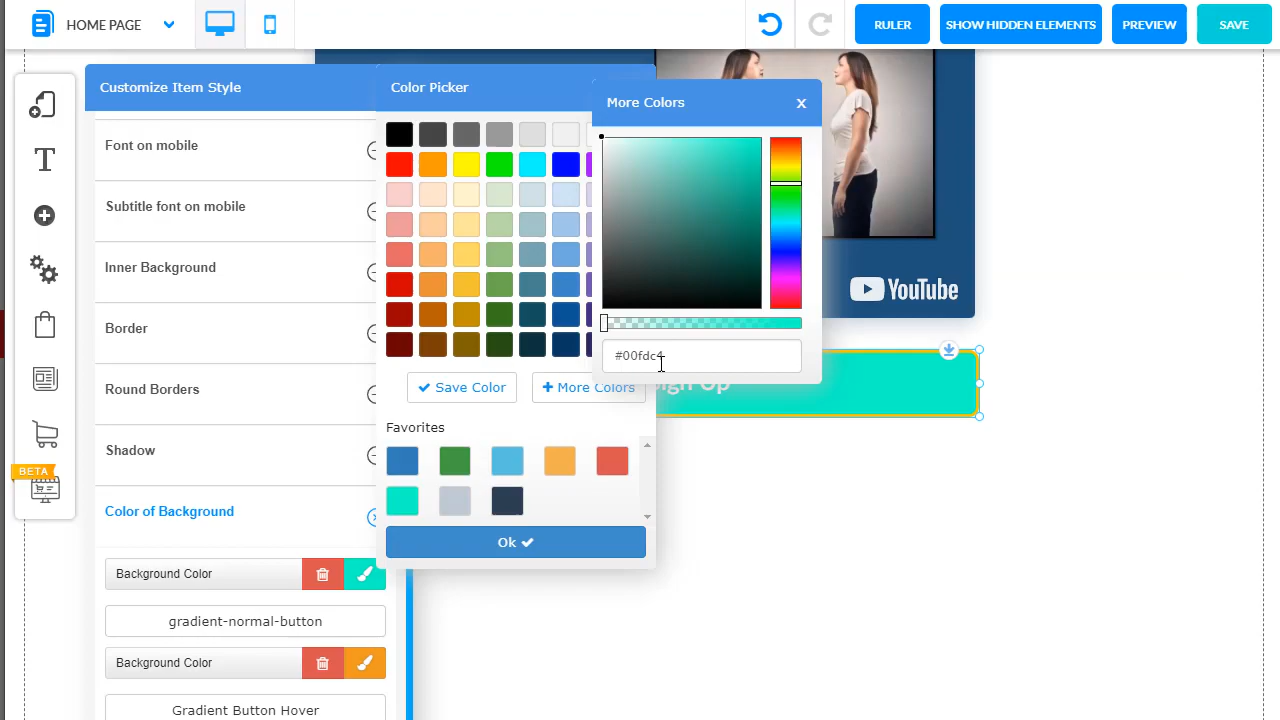 HOME PAGE
RULER
SHOW HIDDEN ELEMENTS
PREVIEW
SAVE
Customize Item Style
Font on mobile
Subtitle font on mobile
Inner Background
Border
Round Borders
Shadow
Color of Background
Background Color
gradient-normal-button
Background Color
Gradient Button Hover
BETA
Color Picker
Save Color
More Colors
Favorites
Ok
More Colors
x
#00fdc4
YouTube
Sign Up